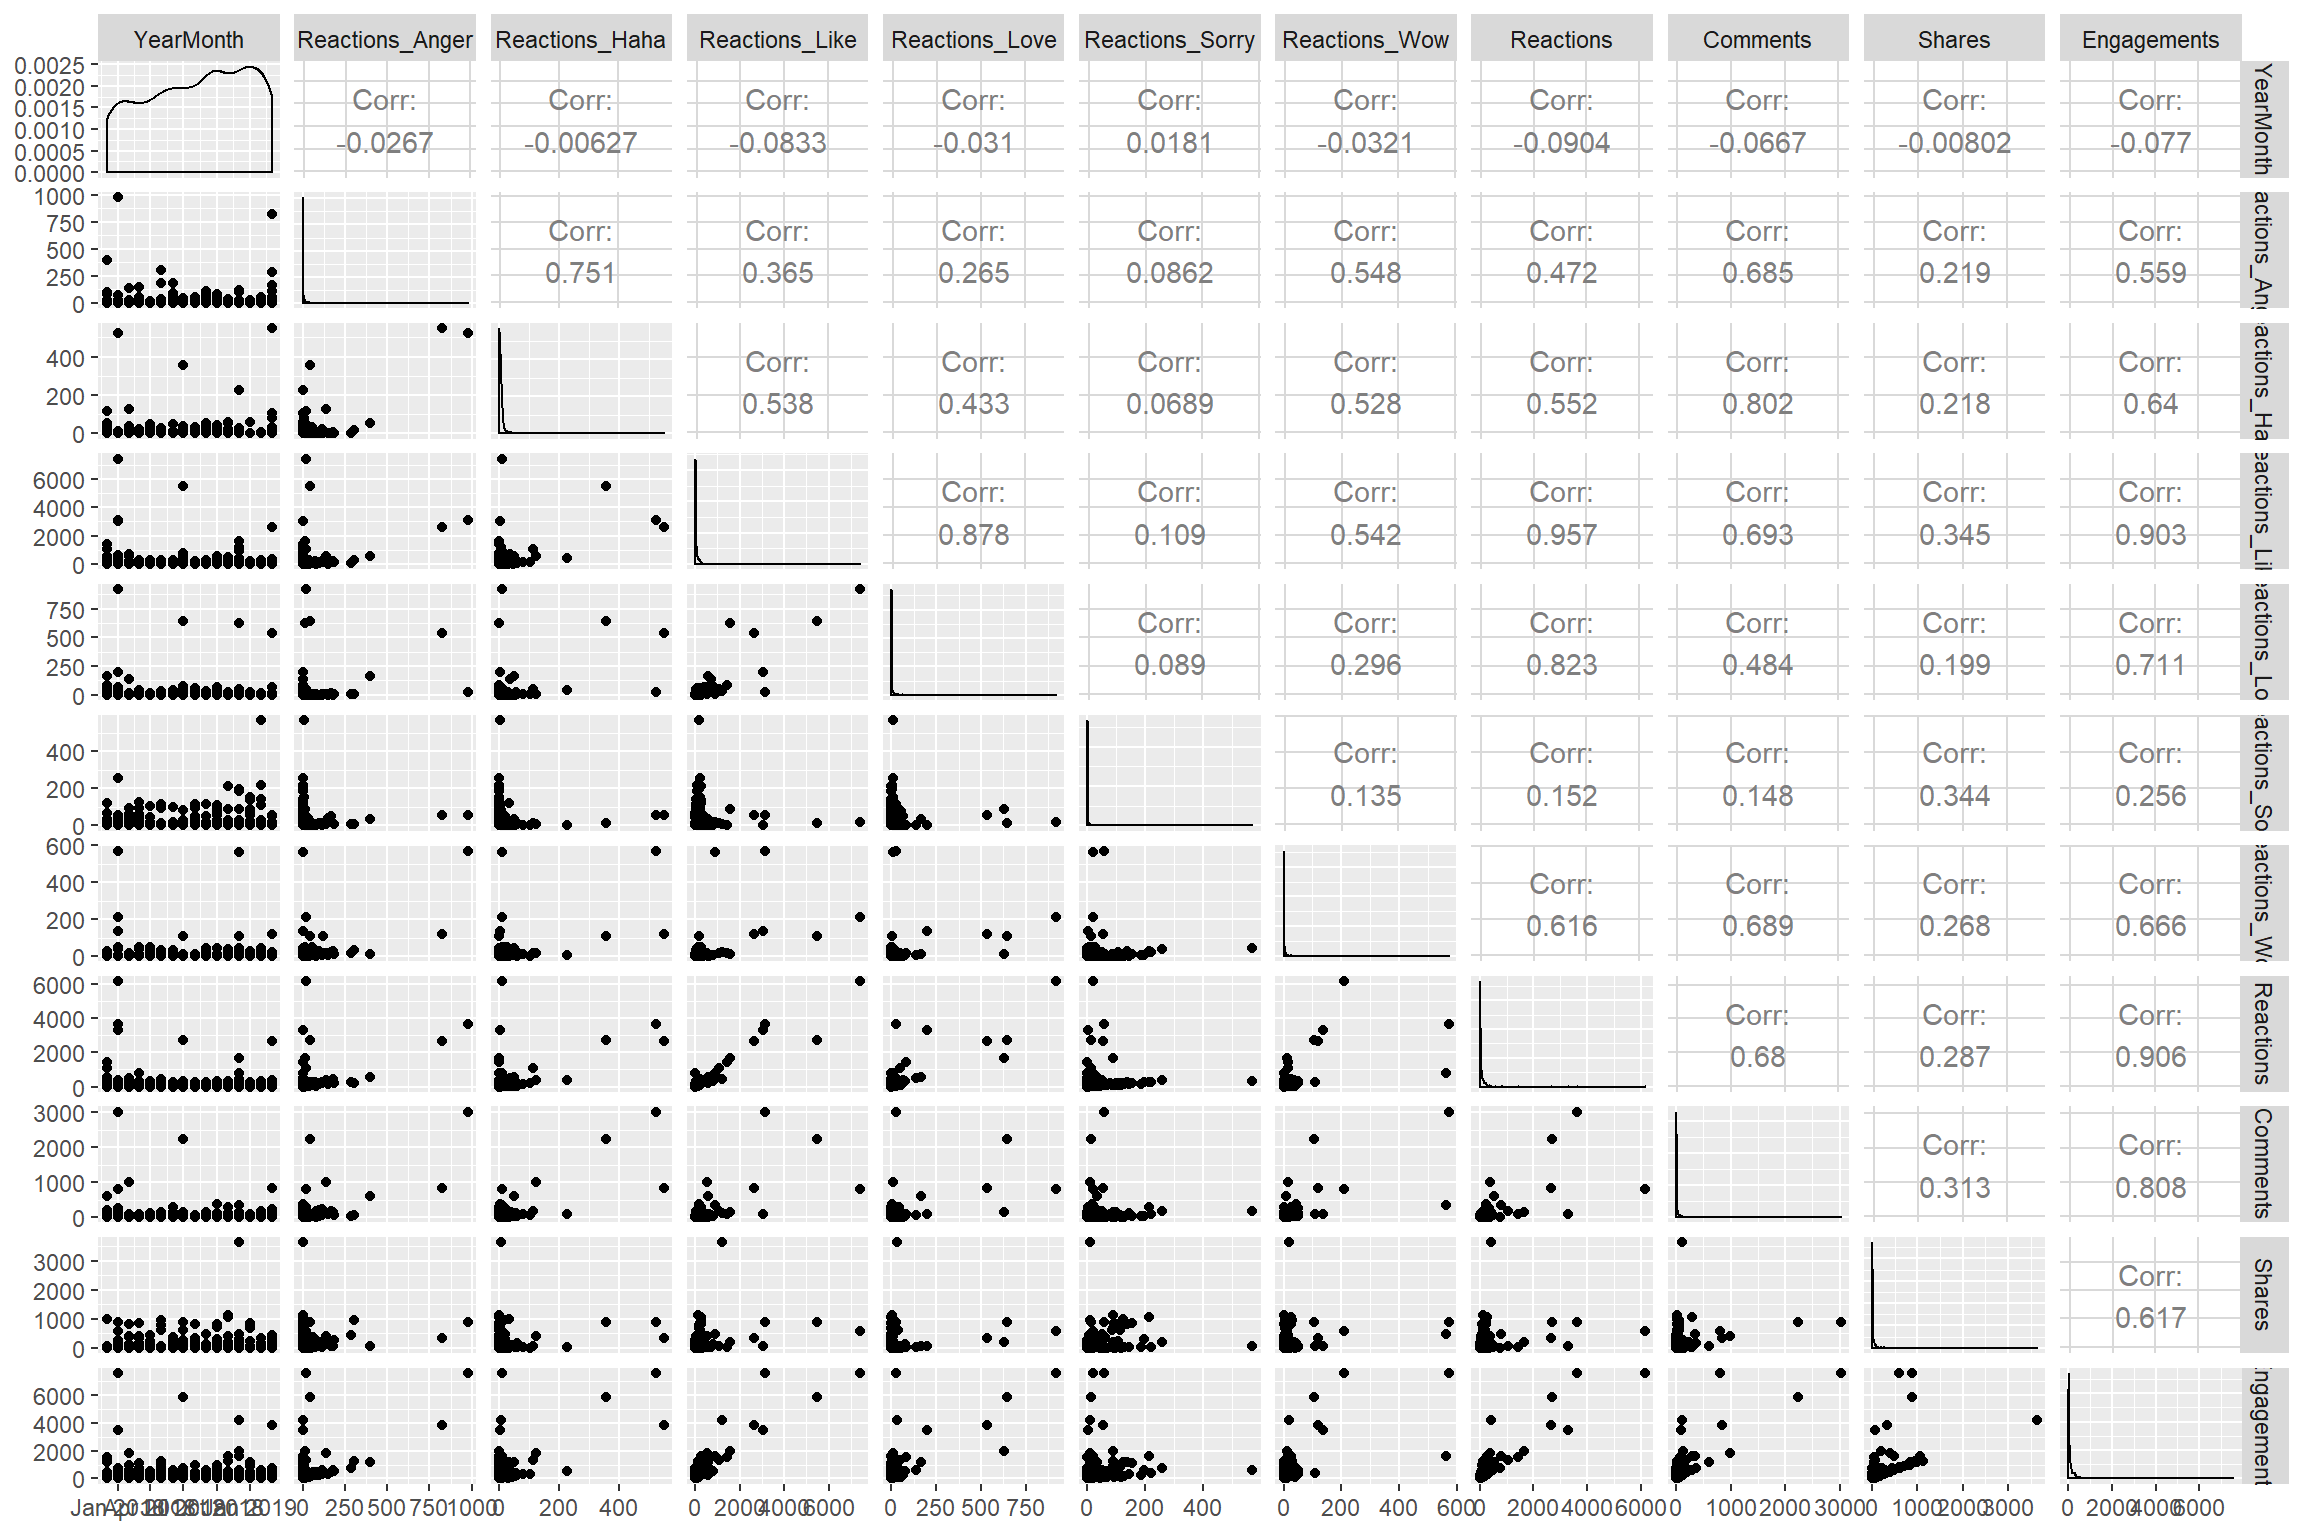 YearMonth Reactions_Anger Reactions_Haha Reactions_Like Reactions_Love Reactions_Sorry Reactions_Wow Reactions Comments Shares Engagements
0.0025
0.0020
0.0015
0.0010
0.0005
0.0000
Corr: Corr: Corr: Corr: Corr: Corr: Corr: Corr: Corr: Corr:
-0.0267 -0.00627 -0.0833 -0.031 0.0181 -0.0321 -0.0904 -0.0667 -0.00802 -0.077
YearMonth
1000
750
500
250
0
Corr: Corr: Corr: Corr: Corr: Corr: Corr: Corr: Corr:
0.751 0.365 0.265 0.0862 0.548 0.472 0.685 0.219 0.559
actions_An
400
200
0
Corr: Corr: Corr: Corr: Corr: Corr: Corr: Corr:
0.538 0.433 0.0689 0.528 0.552 0.802 0.218 0.64
actions_Ha
6000
4000
2000
0
Corr: Corr: Corr: Corr: Corr: Corr: Corr:
0.878 0.109 0.542 0.957 0.693 0.345 0.903
eactions_Li
750
500
250
0
Corr: Corr: Corr: Corr: Corr: Corr:
0.089 0.296 0.823 0.484 0.199 0.711
eactions_Lo
400
200
0
Corr: Corr: Corr: Corr: Corr:
0.135 0.152 0.148 0.344 0.256
actions_So
600
400
200
0
Corr: Corr: Corr: Corr:
0.616 0.689 0.268 0.666
eactions_Wo
6000
4000
2000
0
Corr: Corr: Corr:
0.68 0.287 0.906
Reactions
3000
2000
1000
0
Corr: Corr:
0.313 0.808
Comments
3000
2000
1000
0
Corr:
0.617
Shares
6000
4000
2000
0
ngagement
Jan 2019
0 250 500 750 1000
0 200 400
0 2000 4000 6000
0 250 500 750
0 200 400
0 200 400 600
0 2000 4000 6000
0 1000 2000 3000
0 1000 2000 3000
0 2000 4000 6000